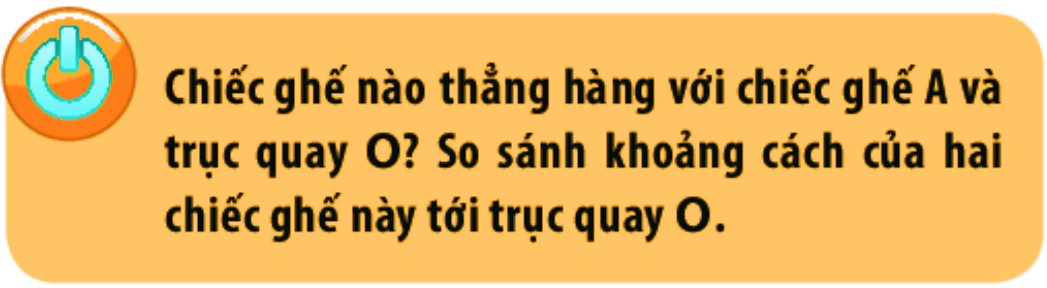 Chiếc ghế nào thẳng hàng với chiếc ghế A và
trục quay O? So sánh khoảng cách của hai
chiếc ghế này tới trục quay O.